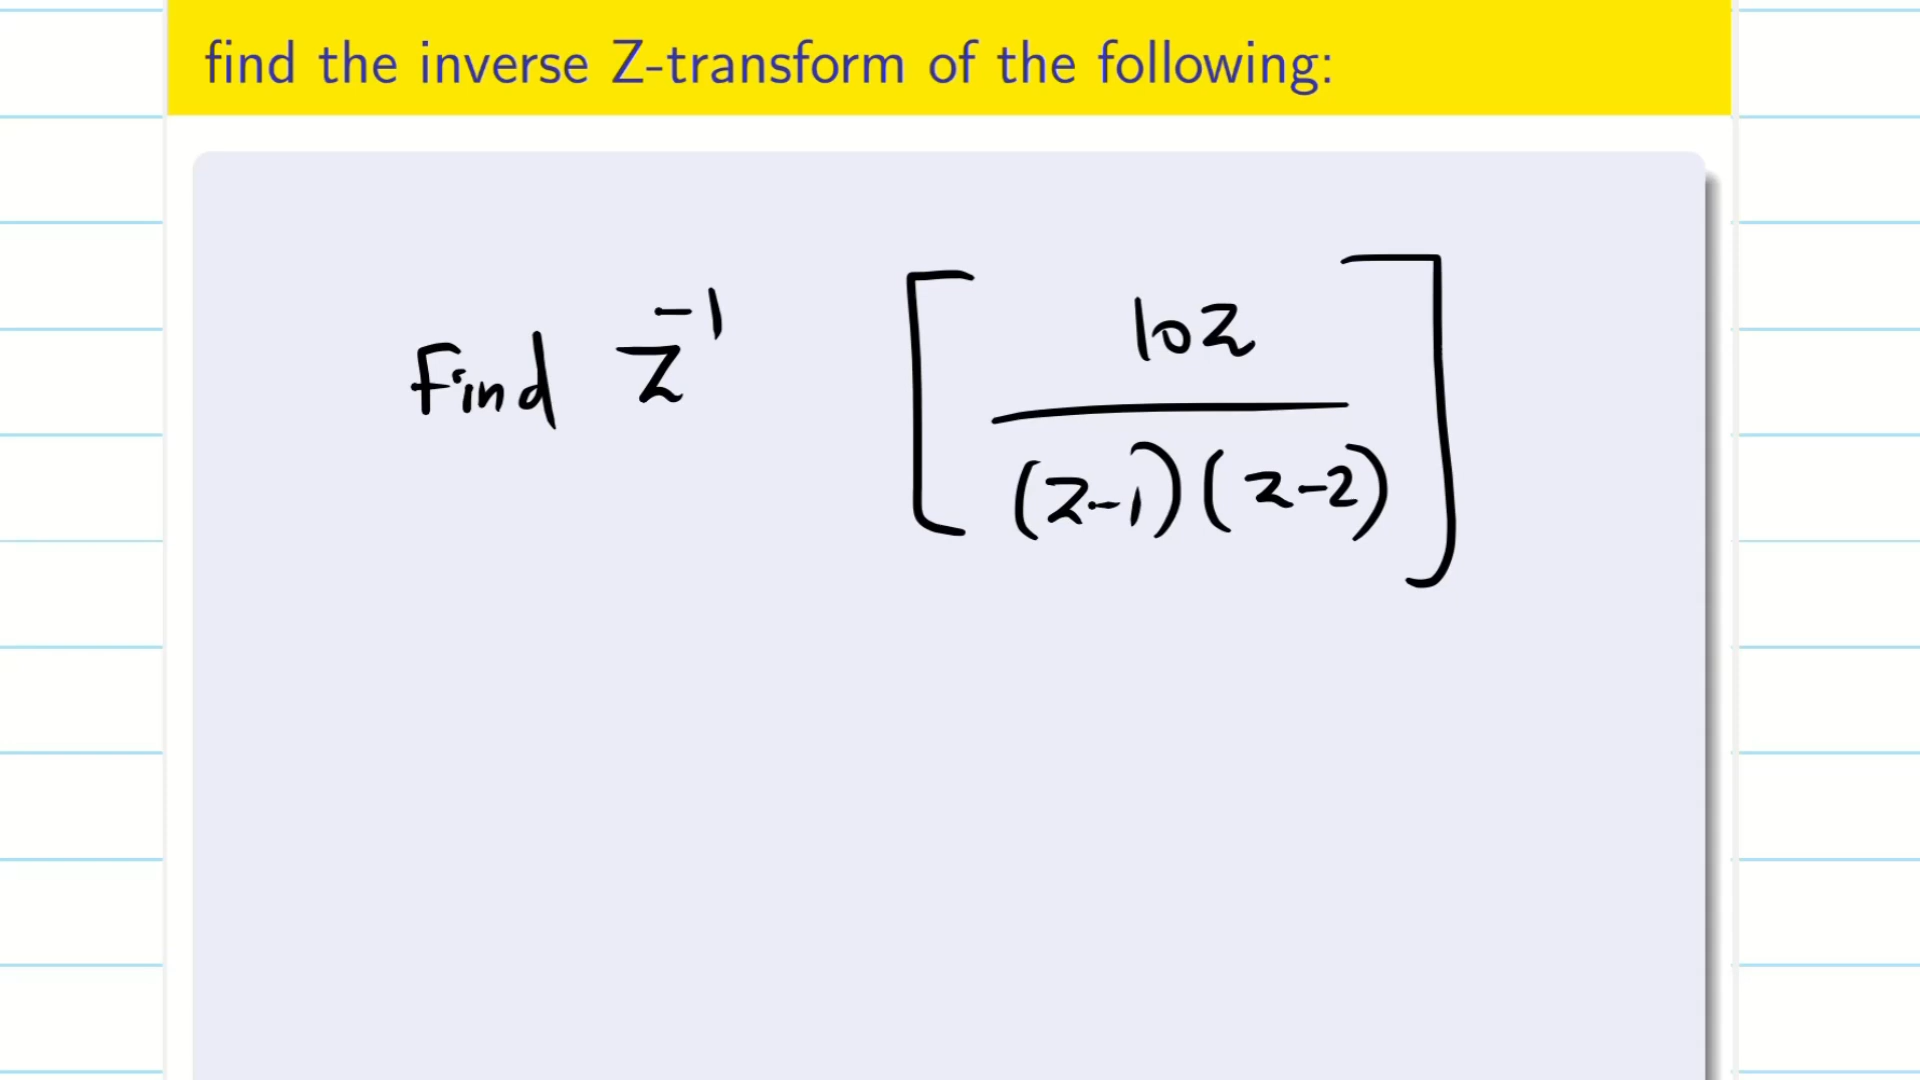 find the inverse Z-transform of the following:
Find z⁻¹ [ 10z / (z-1)(z-2) ]